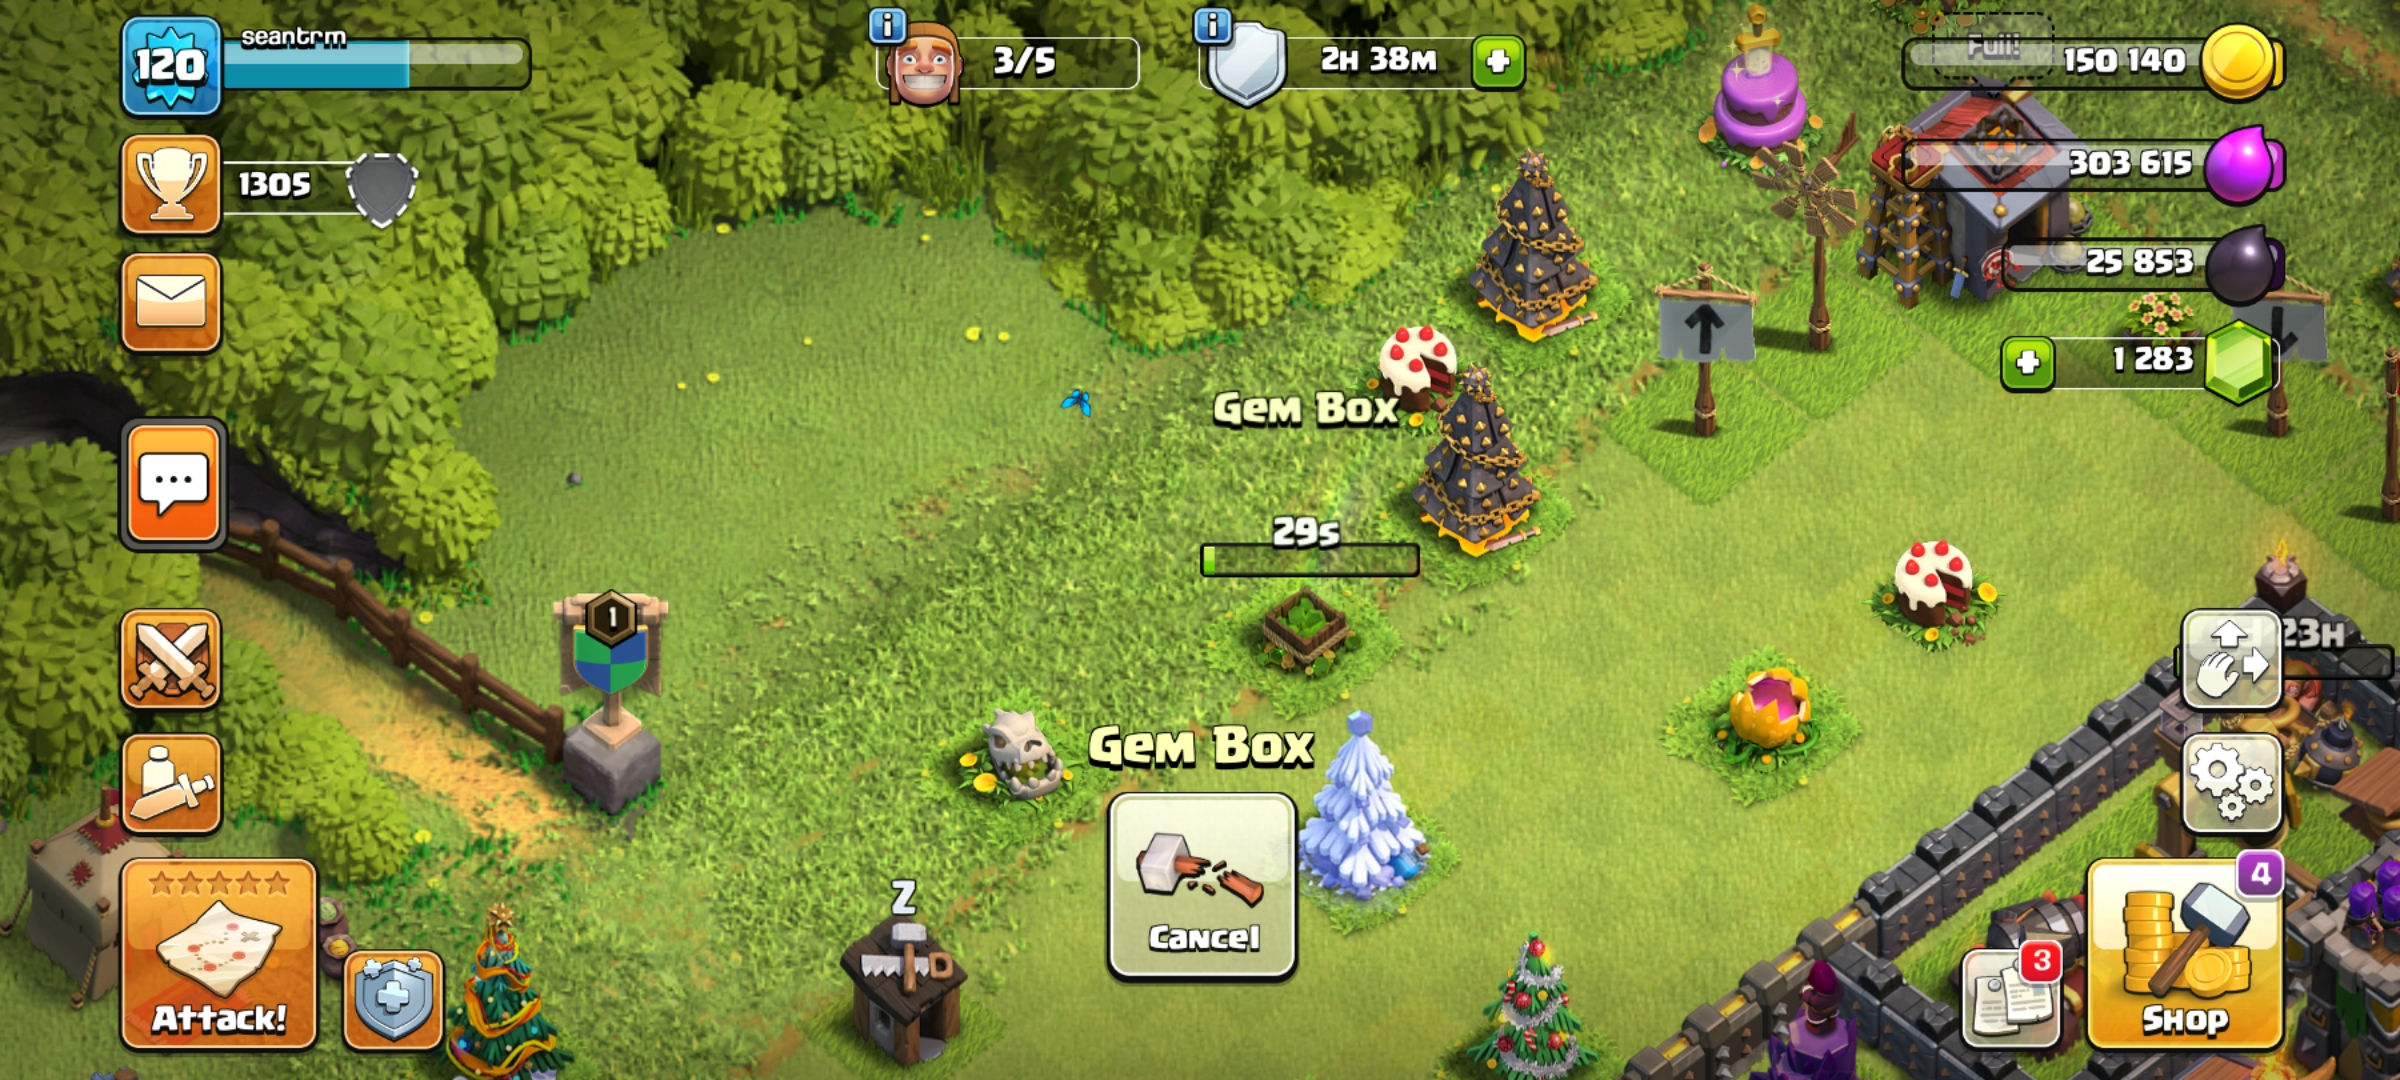 120
seantrm
3/5
2H 38M
Full!
150 140
1305
303 615
25 853
1 283
Gem Box
29s
1
23H
Gem Box
Z
Cancel
4
3
Attack!
Shop